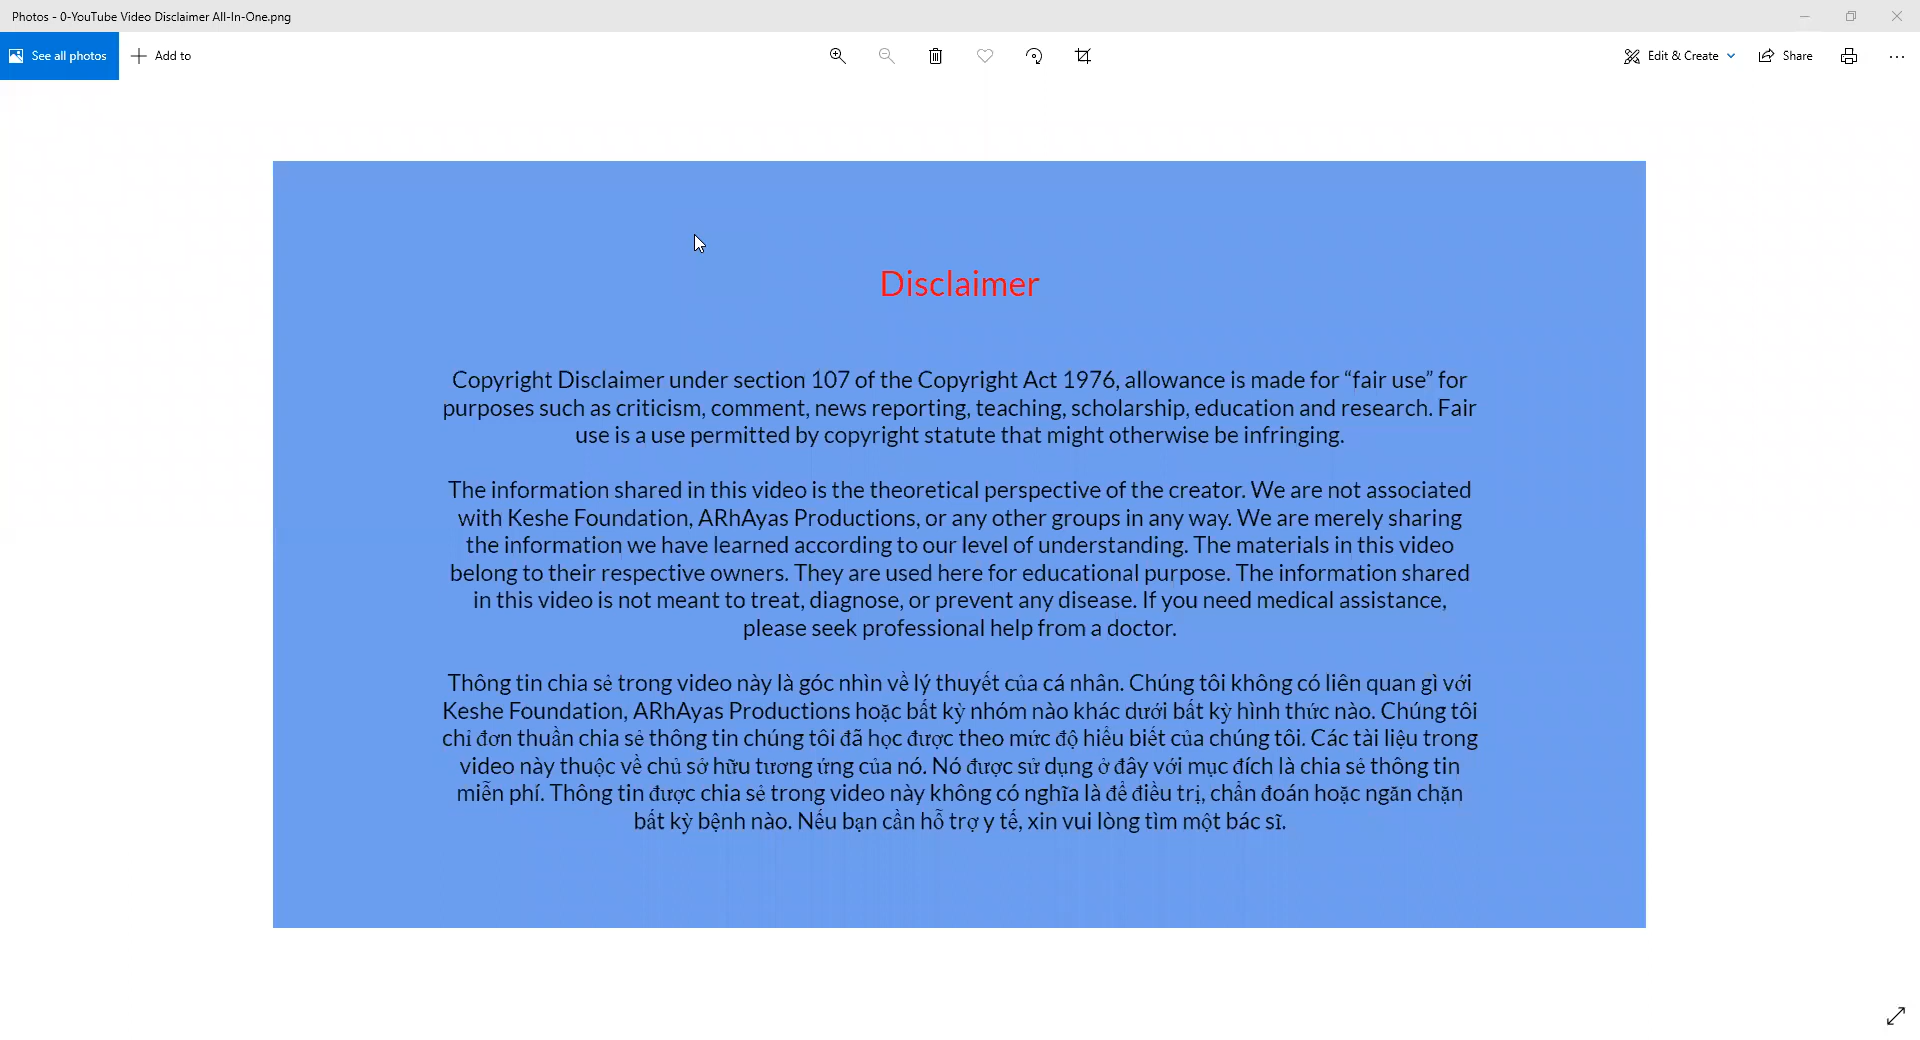 Photos - 0-YouTube Video Disclaimer All-In-One.png
See all photos
Add to
Edit & Create
Share
Disclaimer
Copyright Disclaimer under section 107 of the Copyright Act 1976, allowance is made for “fair use” for
purposes such as criticism, comment, news reporting, teaching, scholarship, education and research. Fair
use is a use permitted by copyright statute that might otherwise be infringing.
The information shared in this video is the theoretical perspective of the creator. We are not associated
with Keshe Foundation, ARhAyas Productions, or any other groups in any way. We are merely sharing
the information we have learned according to our level of understanding. The materials in this video
belong to their respective owners. They are used here for educational purpose. The information shared
in this video is not meant to treat, diagnose, or prevent any disease. If you need medical assistance,
please seek professional help from a doctor.
Thông tin chia sẻ trong video này là góc nhìn về lý thuyết của cá nhân. Chúng tôi không có liên quan gì với
Keshe Foundation, ARhAyas Productions hoặc bất kỳ nhóm nào khác dưới bất kỳ hình thức nào. Chúng tôi
chỉ đơn thuần chia sẻ thông tin chúng tôi đã học được theo mức độ hiểu biết của chúng tôi. Các tài liệu trong
video này thuộc về chủ sở hữu tương ứng của nó. Nó được sử dụng ở đây với mục đích là chia sẻ thông tin
miễn phí. Thông tin được chia sẻ trong video này không có nghĩa là để điều trị, chẩn đoán hoặc ngăn chặn
bất kỳ bệnh nào. Nếu bạn cần hỗ trợ y tế, xin vui lòng tìm một bác sĩ.